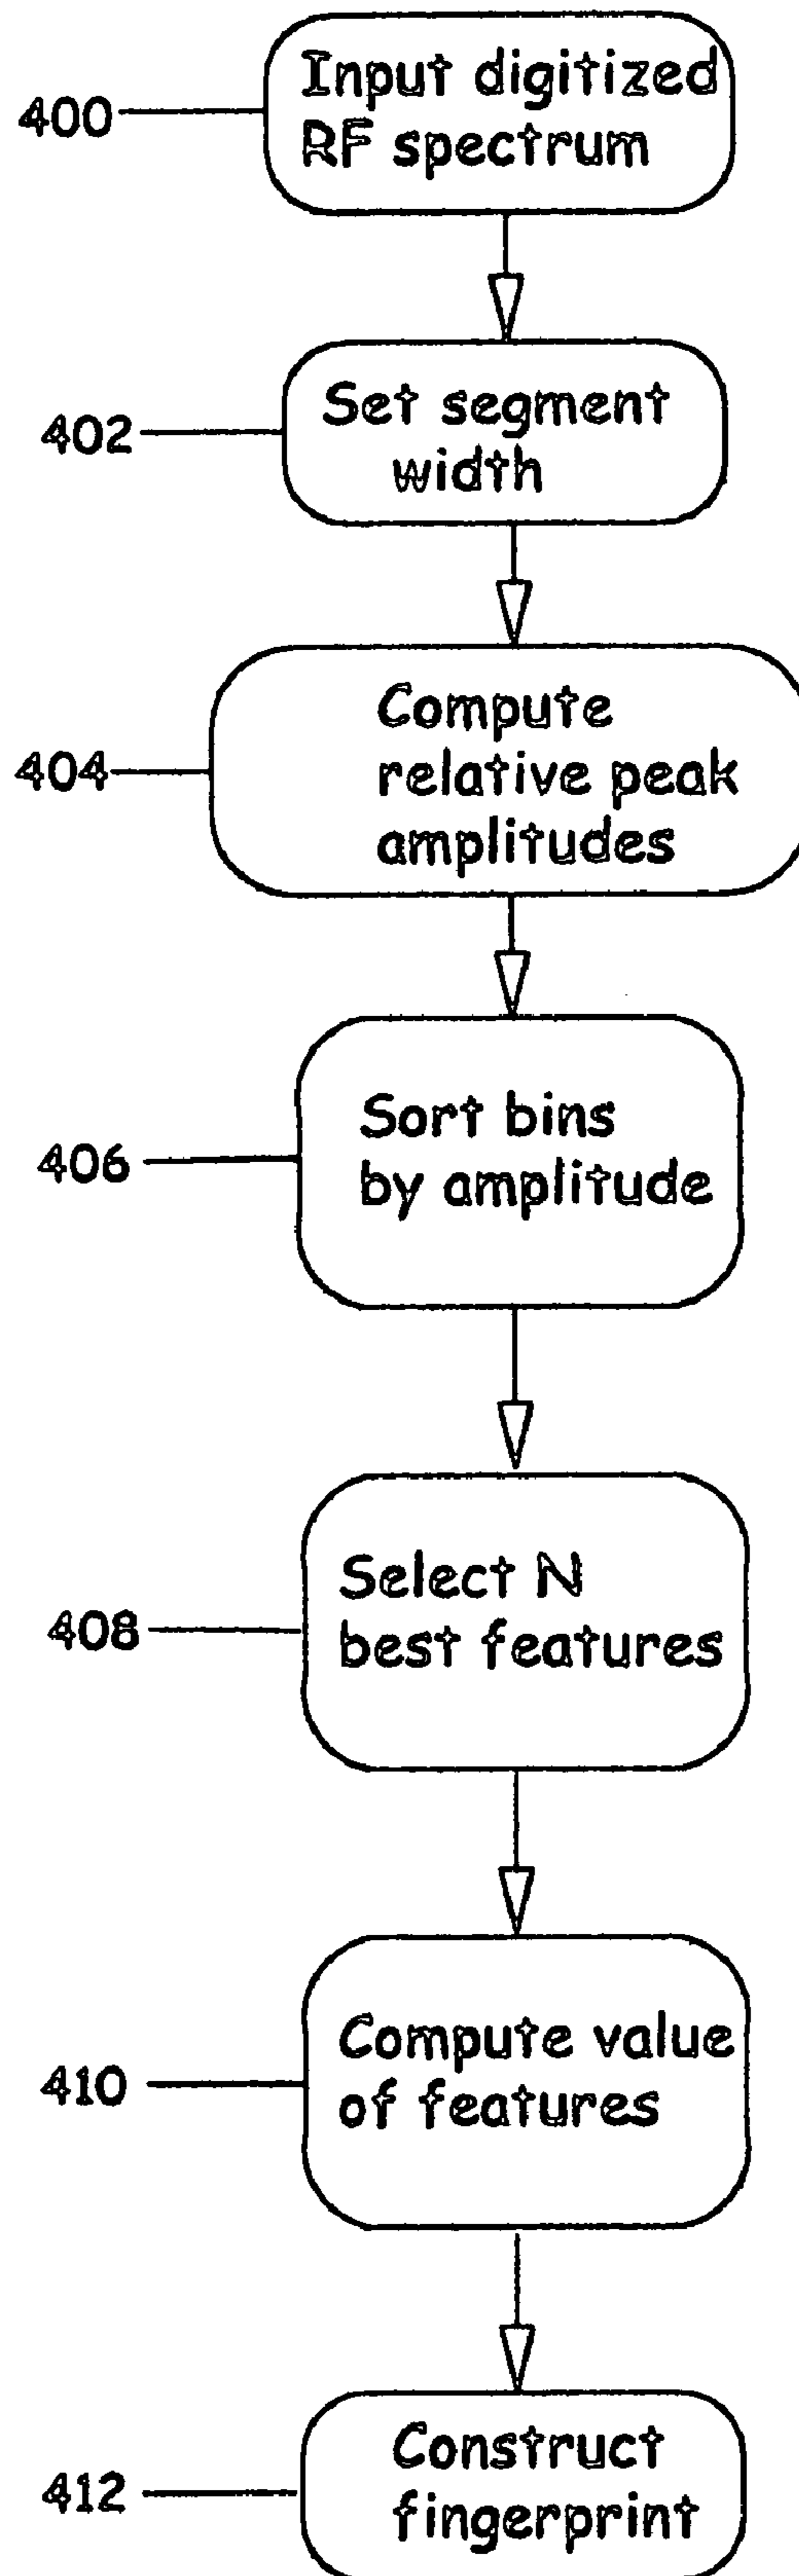 400
Input digitized
RF spectrum
402
Set segment
width
404
Compute
relative peak
amplitudes
406
Sort bins
by amplitude
408
Select N
best features
410
Compute value
of features
412
Construct
fingerprint